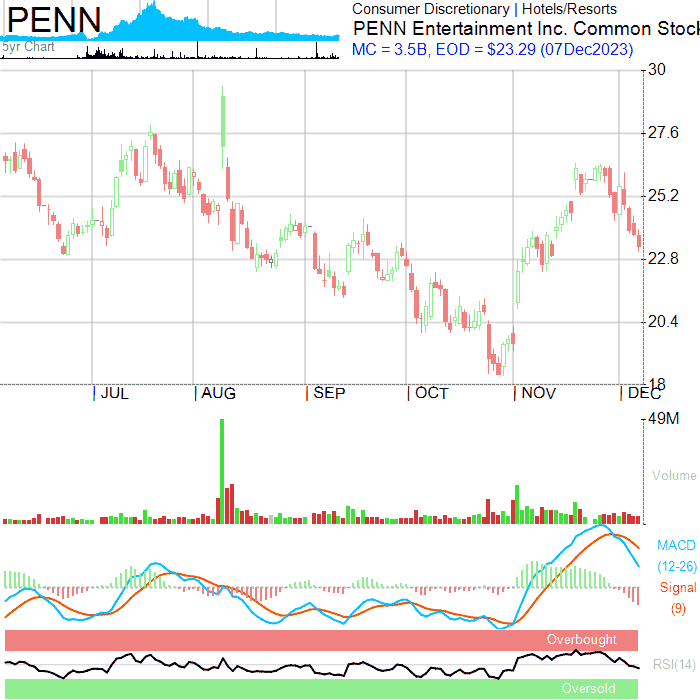 PENN
5yr Chart
Consumer Discretionary | Hotels/Resorts
PENN Entertainment Inc. Common Stoc
MC = 3.5B, EOD = $23.29 (07Dec2023)
30
27.6
25.2
22.8
20.4
18
JUL AUG SEP OCT NOV DEC
49M
Volume
MACD
(12-26)
Signal
(9)
Overbought
RSI(14)
Oversold